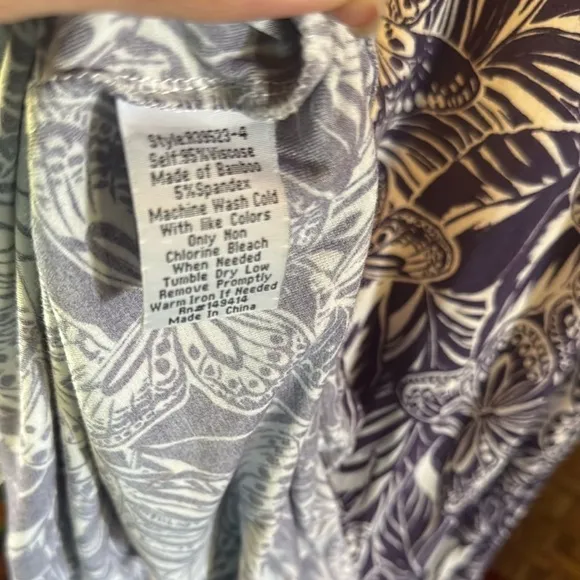 Style:R39523-4
Self:95%Viscose
Made of Bamboo
5%Spandex
Machine Wash Cold
With like Colors
Only Non
Chlorine Bleach
When Needed
Tumble Dry Low
Remove Promptly
Warm Iron If Needed
Rn#149414
Made In China